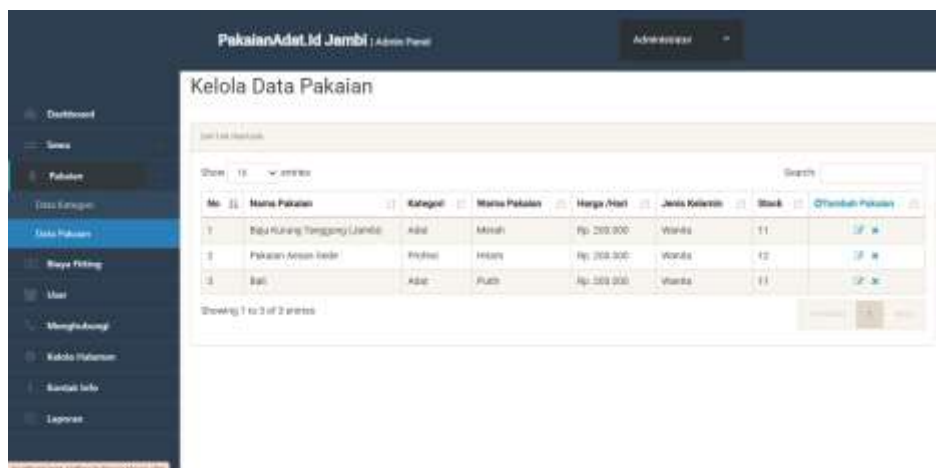 PakaianAdat.Id Jambi | Admin Panel
Administrator
Kelola Data Pakaian
Dashboard
Sewa
Pakaian
Data Kategori
Data Pakaian
Biaya Fitting
User
Menghubungi
Kelola Halaman
Kontak Info
Laporan
DAFTAR PAKAIAN
Show 10 entries
Search:
No Nama Pakaian Kategori Warna Pakaian Harga /Hari Jenis Kelamin Stock Tambah Pakaian
1 Baju Kurung Tanggung (Jambi) Adat Merah Rp. 200.000 Wanita 11
2 Pakaian Hitam Rp. 200.000 Wanita 12
3 Bali Adat Putih Rp. 200.000 Wanita 11
Showing 1 to 3 of 3 entries
1